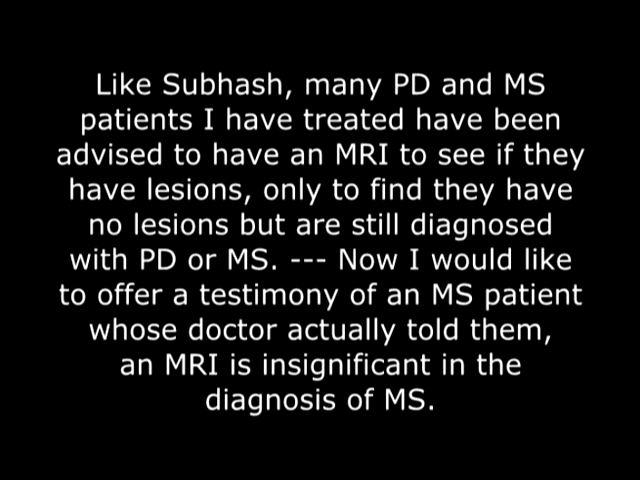 Like Subhash, many PD and MS
patients I have treated have been
advised to have an MRI to see if they
have lesions, only to find they have
no lesions but are still diagnosed
with PD or MS. --- Now I would like
to offer a testimony of an MS patient
whose doctor actually told them,
an MRI is insignificant in the
diagnosis of MS.